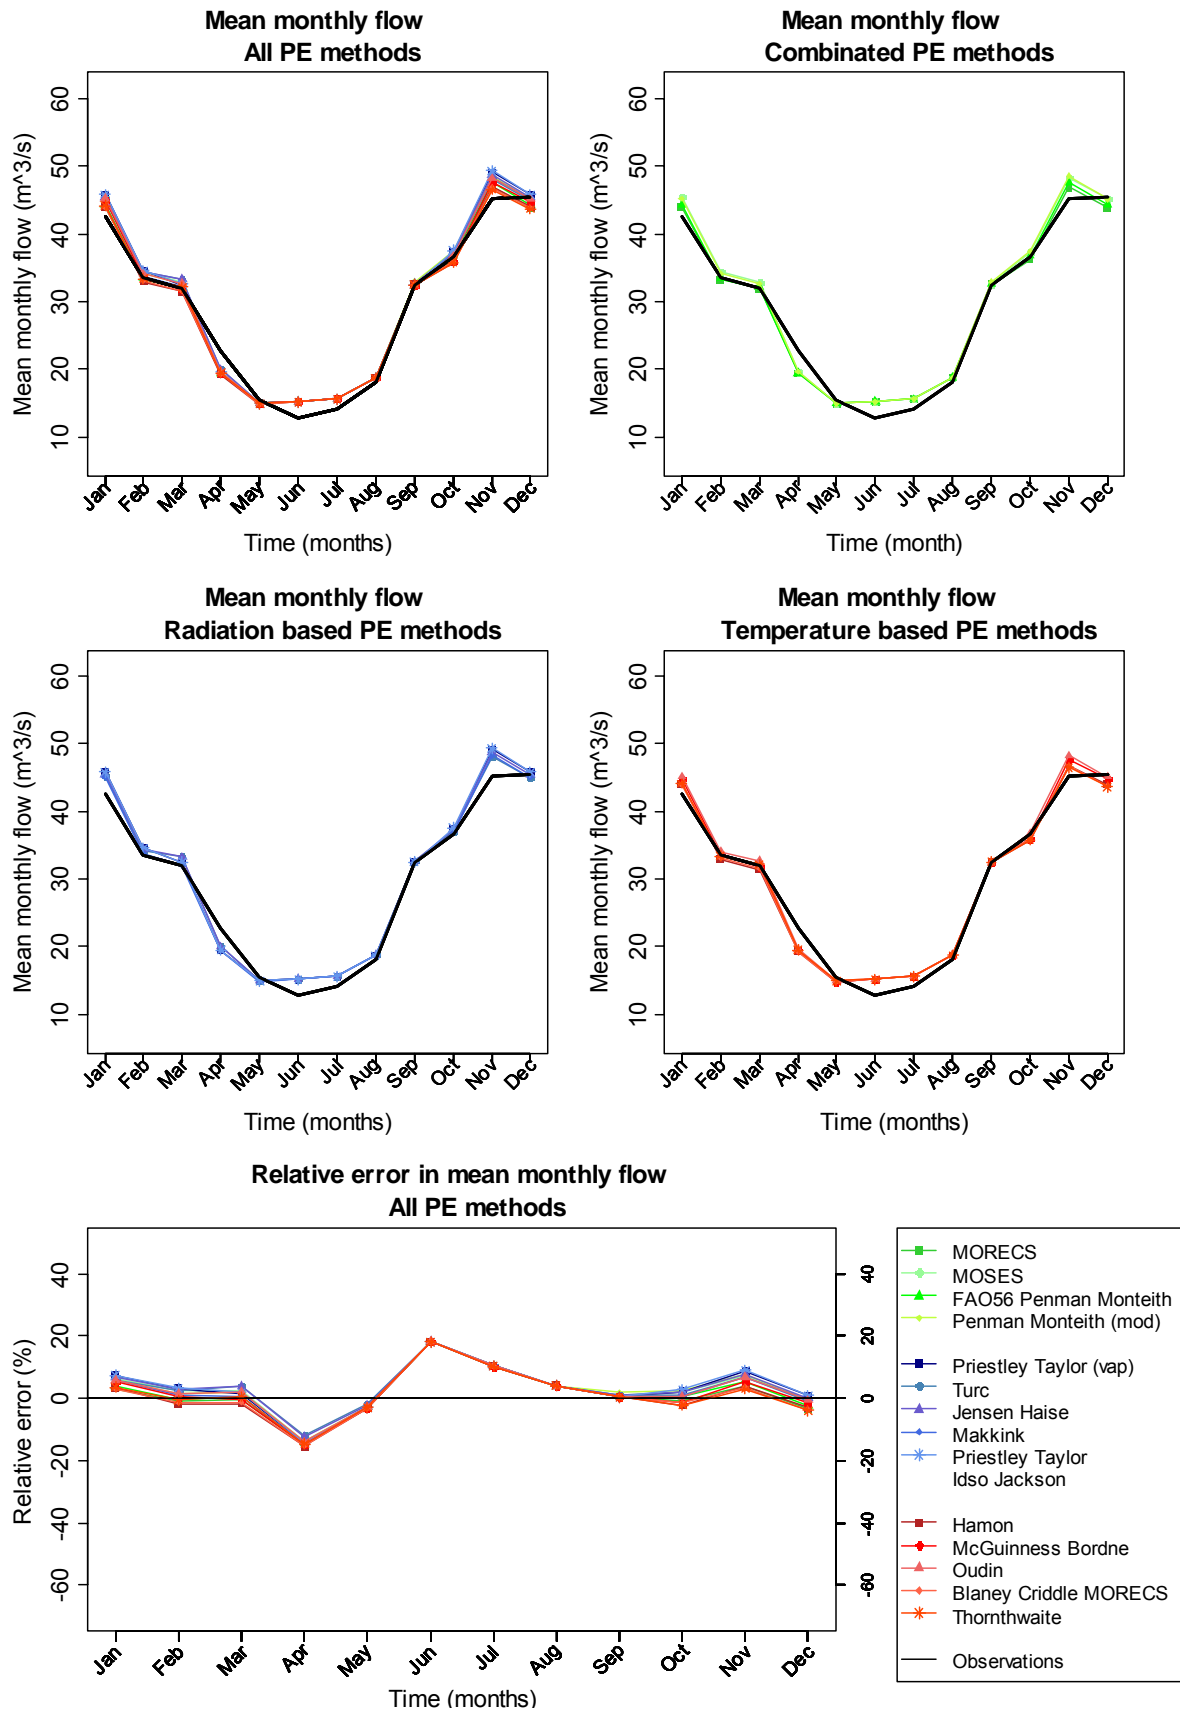 Mean monthly flow
All PE methods
Mean monthly flow (m^3/s)
60
50
40
30
20
10
Jan Feb Mar Apr May Jun Jul Aug Sep Oct Nov Dec
Time (months)
Mean monthly flow
Combinated PE methods
Mean monthly flow (m^3/s)
60
50
40
30
20
10
Jan Feb Mar Apr May Jun Jul Aug Sep Oct Nov Dec
Time (month)
Mean monthly flow
Radiation based PE methods
Mean monthly flow (m^3/s)
60
50
40
30
20
10
Jan Feb Mar Apr May Jun Jul Aug Sep Oct Nov Dec
Time (months)
Mean monthly flow
Temperature based PE methods
Mean monthly flow (m^3/s)
60
50
40
30
20
10
Jan Feb Mar Apr May Jun Jul Aug Sep Oct Nov Dec
Time (months)
Relative error in mean monthly flow
All PE methods
Relative error (%)
40
20
0
-20
-40
-60
40
20
0
-20
-40
-60
Jan Feb Mar Apr May Jun Jul Aug Sep Oct Nov Dec
Time (months)
MORECS
MOSES
FAO56 Penman Monteith
Penman Monteith (mod)
Priestley Taylor (vap)
Turc
Jensen Haise
Makkink
Priestley Taylor
Idso Jackson
Hamon
McGuinness Bordne
Oudin
Blaney Criddle MORECS
Thornthwaite
Observations